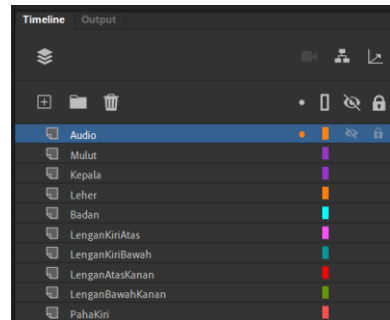 Timeline Output
Audio
Mulut
Kepala
Leher
Badan
LenganKiriAtas
LenganKiriBawah
LenganAtasKanan
LenganBawahKanan
PahaKiri